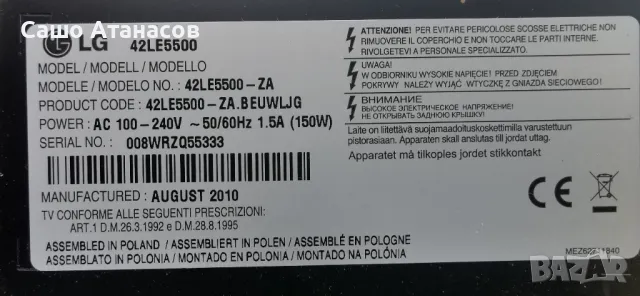 Сашо Атанасов
LG 42LE5500
MODEL / MODELL / MODELLO
MODELE / MODELO NO. : 42LE5500-ZA
PRODUCT CODE : 42LE5500-ZA.BEUWLJG
POWER : AC 100-240V ~ 50/60Hz 1.5A (150W)
SERIAL NO. : 008WRZQ55333
MANUFACTURED : AUGUST 2010
TV CONFORME ALLE SEGUENTI PRESCRIZIONI:
ART.1 D.M.26.3.1992 e D.M.28.8.1995
ASSEMBLED IN POLAND / ASSEMBLIERT IN POLEN / ASSEMBLÉ EN POLOGNE
ASSEMBLATO IN POLONIA / MONTADO EN POLONIA / MONTADO NA POLÓNIA
ATTENZIONE! PER EVITARE PERICOLOSE SCOSSE ELETTRICHE NON
RIMUOVERE IL COPERCHIO E NON TOCCARE LE PARTI INTERNE.
RIVOLGETEVI A PERSONALE SPECIALIZZATO.
UWAGA!
W ODBIORNIKU WYSOKIE NAPIĘCIE! PRZED ZDJĘCIEM
POKRYWY NALEŻY WYJĄĆ WTYCZKĘ Z GNIAZDA SIECIOWEGO!
ВНИМАНИЕ
ВЫСОКОЕ ЭЛЕКТРИЧЕСКОЕ НАПРЯЖЕНИЕ
НЕ ОТКРЫВАТЬ ЗАДНЮЮ КРЫШКУ!
Laite on liitettävä suojamaadoituskoskettimilla varustettuun
pistorasiaan. Apparaten skall anslutas till jordat uttag.
Apparatet må tilkoples jordet stikkontakt
CE
MEZ62211840
BAZAR